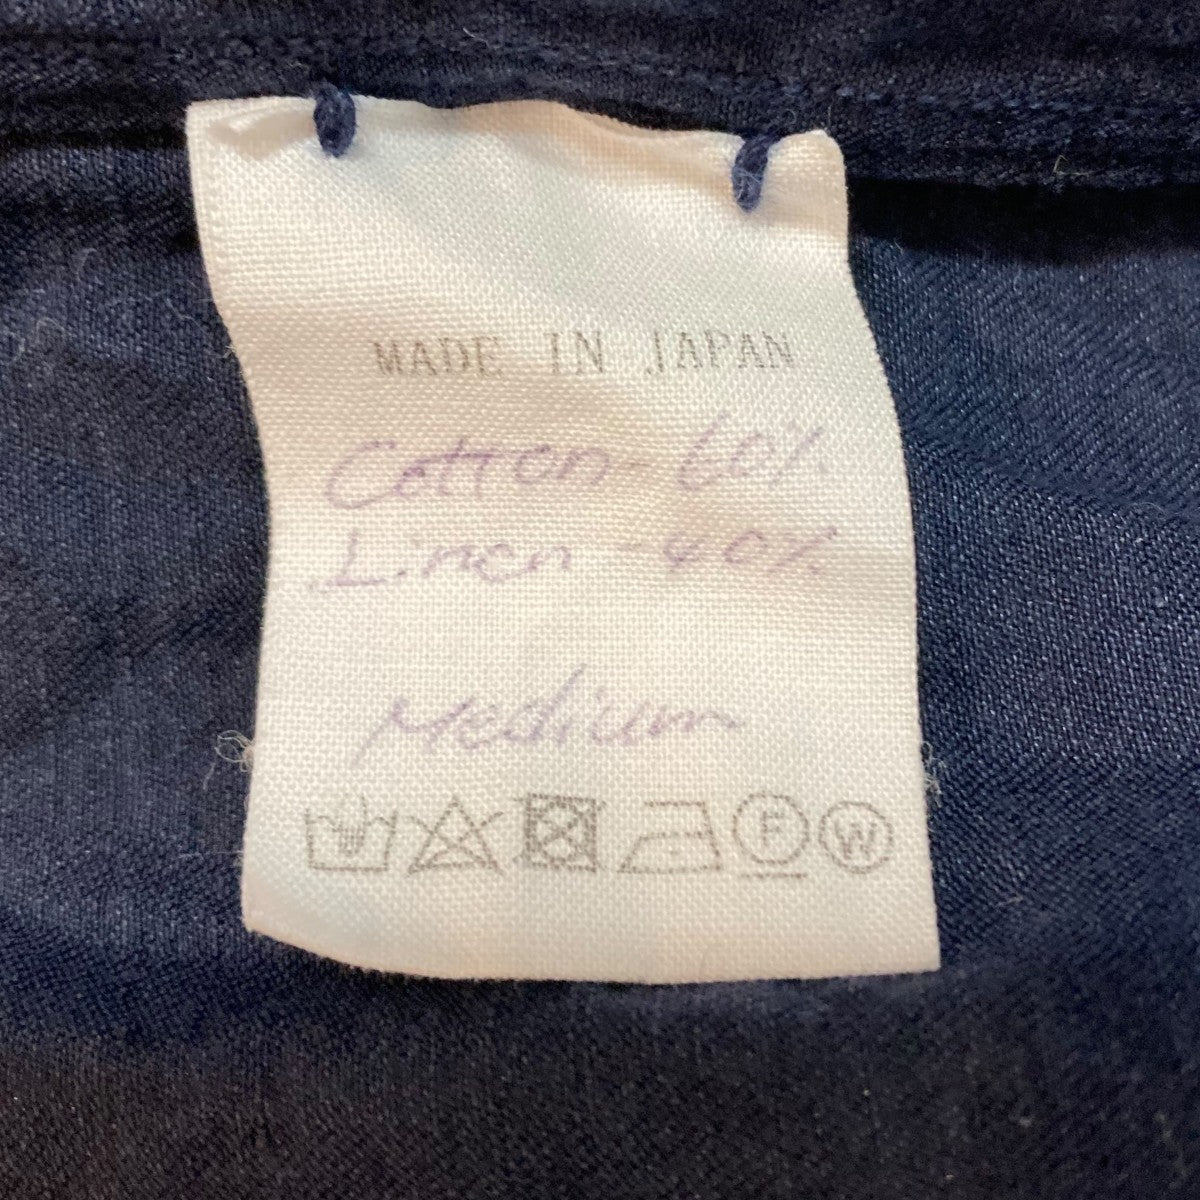 MADE IN JAPAN
Cotton - 60%
Linen - 40%
Medium
F W